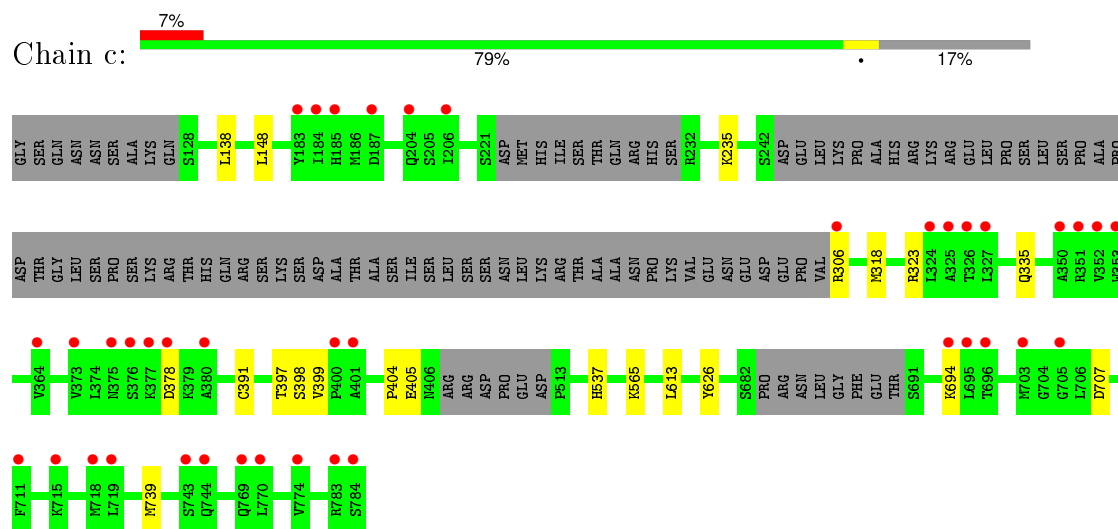 7%
Chain c:
79% • 17%
GLY SER GLN ASN ASN SER ALA LYS GLN S128 L138 L148 Y183 I184 H185 M186 D187 Q204 S205 I206 S221 ASP MET HIS ILE SER THR GLN ARG HIS SER R232 K235 S242 ASP GLU LEU LYS PRO ALA HIS ARG LYS ARG GLU LEU PRO SER LEU SER PRO ALA PRO
ASP THR GLY LEU SER PRO SER LYS ARG THR HIS GLN ARG SER LYS SER ASP ALA THR ALA SER ILE SER LEU SER SER ASN LEU LYS ARG THR ALA ALA ASN PRO LYS VAL GLU ASN GLU ASP GLU PRO VAL R306 M318 R323 L324 A325 T326 L327 Q335 A350 R351 V352 W353
V364 V373 L374 N375 S376 K377 D378 K379 A380 C391 T397 S398 V399 P400 A401 P404 E405 N406 ARG ARG ASP PRO GLU ASP P513 H537 K565 L613 Y626 S682 PRO ARG ASN LEU GLY PHE GLU THR S691 K694 L695 T696 M703 G704 G705 L706 D707
F711 K715 M718 L719 M739 S743 Q744 Q769 L770 V774 R783 S784